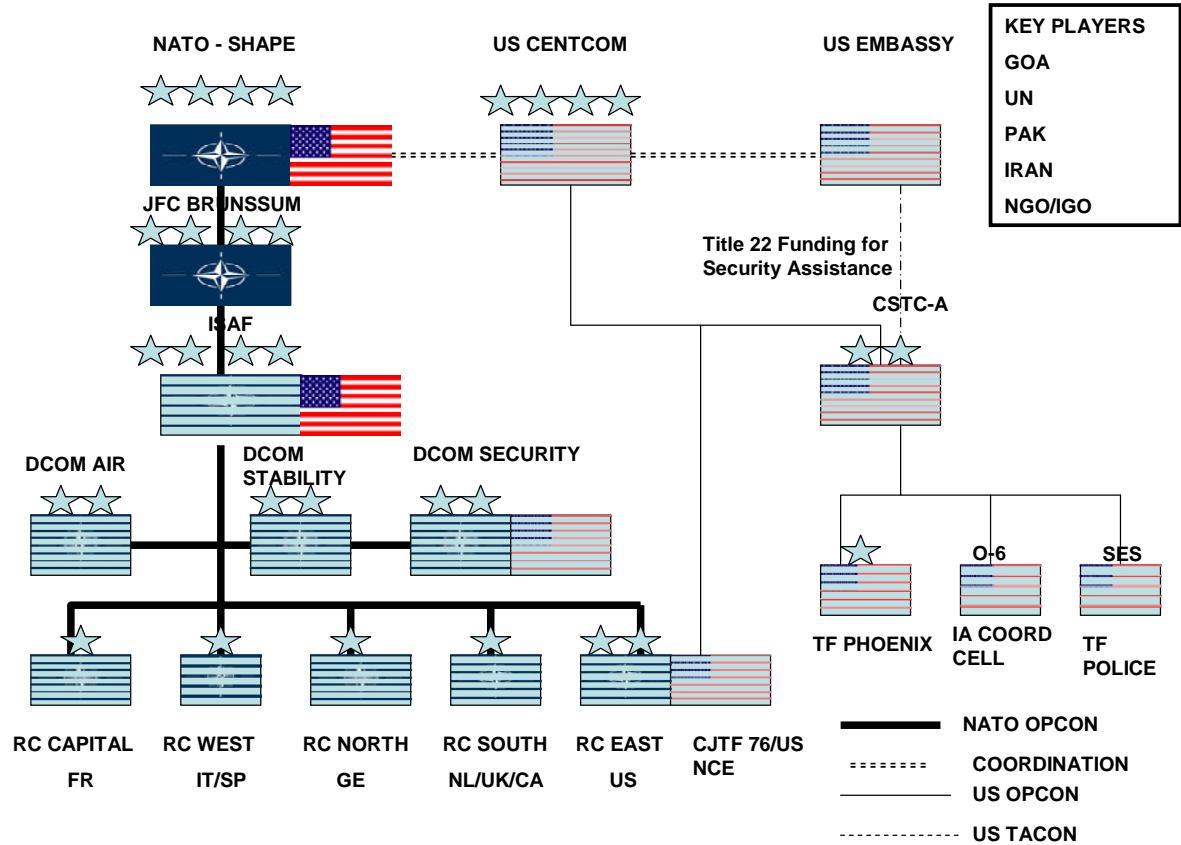 NATO - SHAPE
US CENTCOM
US EMBASSY
KEY PLAYERS
GOA
UN
PAK
IRAN
NGO/IGO
JFC BRUNSSUM
Title 22 Funding for
Security Assistance
ISAF
CSTC-A
DCOM AIR
DCOM
STABILITY
DCOM SECURITY
O-6
SES
TF PHOENIX
IA COORD
CELL
TF
POLICE
RC CAPITAL
FR
RC WEST
IT/SP
RC NORTH
GE
RC SOUTH
NL/UK/CA
RC EAST
US
CJTF 76/US
NCE
NATO OPCON
COORDINATION
US OPCON
US TACON